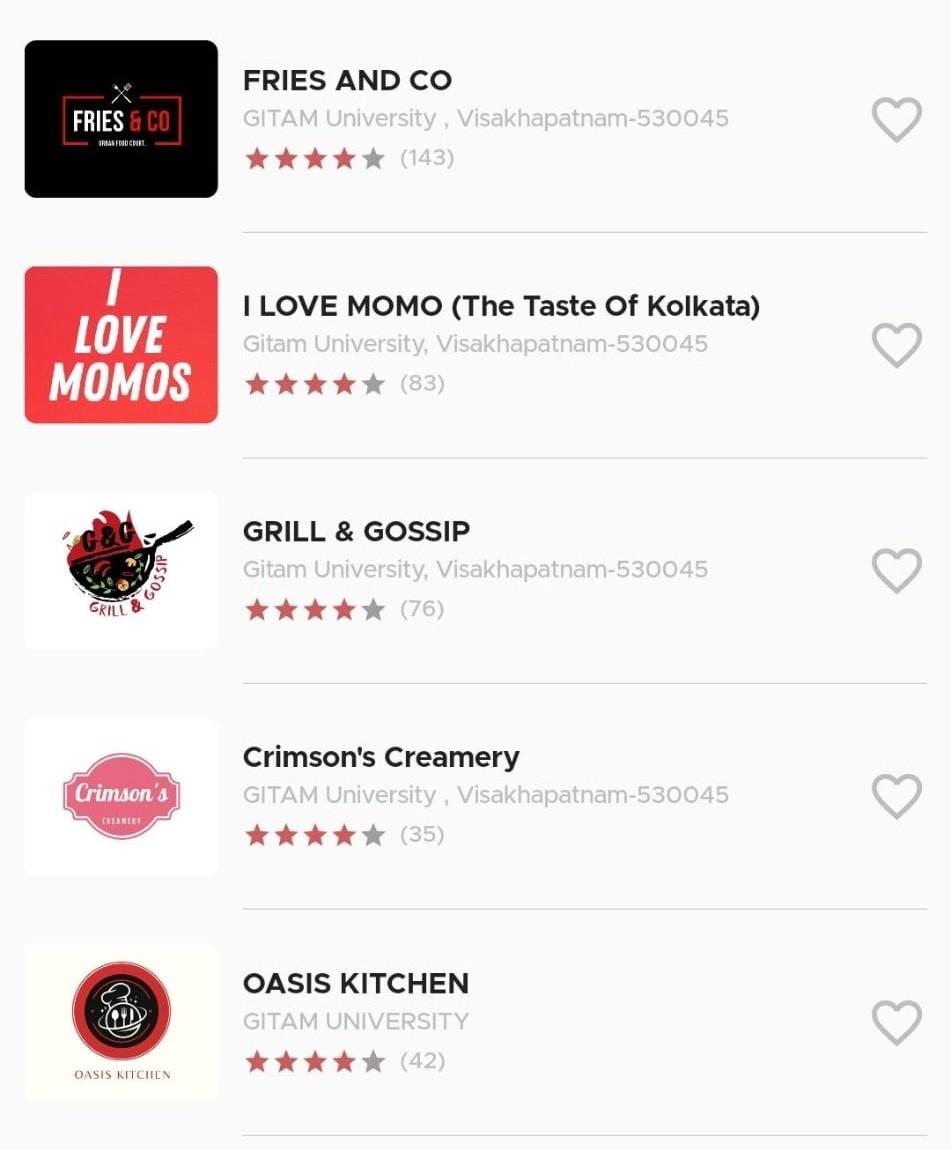 FRIES & CO
URBAN FOOD COURT.
FRIES AND CO
GITAM University , Visakhapatnam-530045
(143)
I
LOVE
MOMOS
I LOVE MOMO (The Taste Of Kolkata)
Gitam University, Visakhapatnam-530045
(83)
G&G
GRILL & GOSSIP
GRILL & GOSSIP
Gitam University, Visakhapatnam-530045
(76)
Crimson's
CREAMERY
Crimson's Creamery
GITAM University , Visakhapatnam-530045
(35)
OASIS KITCHEN
OASIS KITCHEN
GITAM UNIVERSITY
(42)